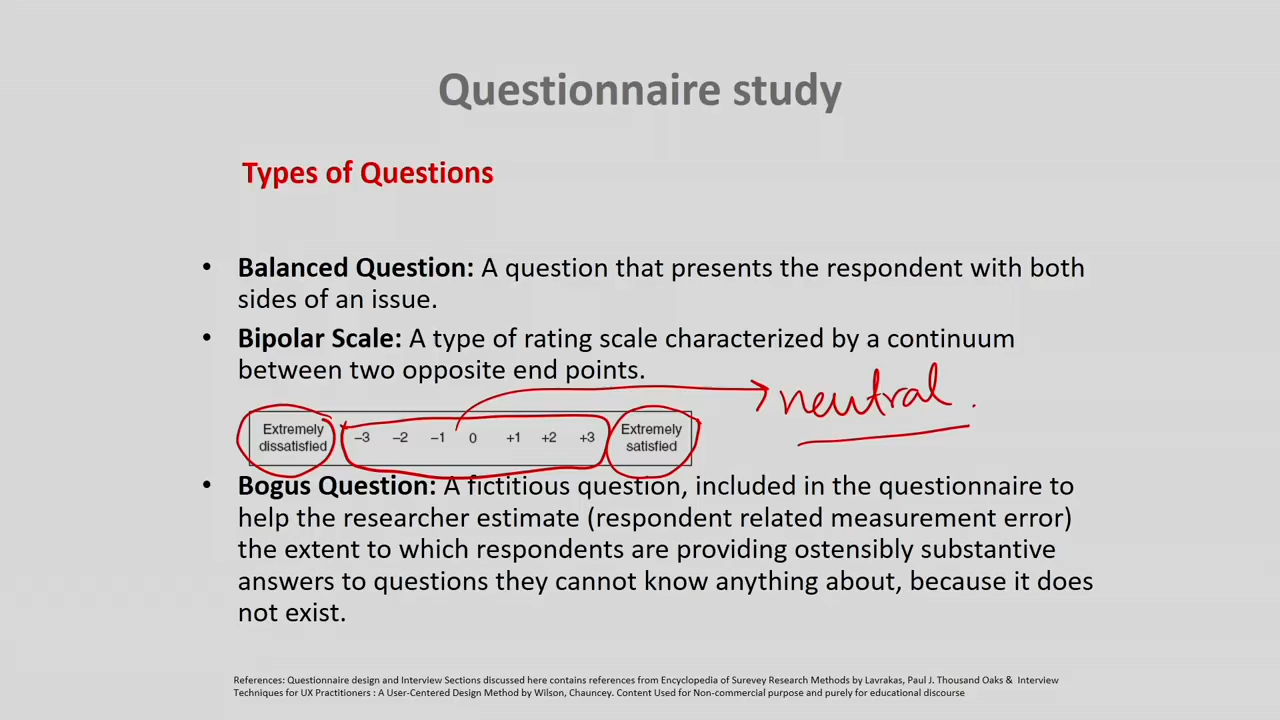 Questionnaire study
Types of Questions
• Balanced Question: A question that presents the respondent with both
sides of an issue.
• Bipolar Scale: A type of rating scale characterized by a continuum
between two opposite end points.
neutral.
Extremely dissatisfied –3 –2 –1 0 +1 +2 +3 Extremely satisfied
• Bogus Question: A fictitious question, included in the questionnaire to
help the researcher estimate (respondent related measurement error)
the extent to which respondents are providing ostensibly substantive
answers to questions they cannot know anything about, because it does
not exist.
References: Questionnaire design and Interview Sections discussed here contains references from Encyclopedia of Surevey Research Methods by Lavrakas, Paul J. Thousand Oaks & Interview
Techniques for UX Practitioners : A User-Centered Design Method by Wilson, Chauncey. Content Used for Non-commercial purpose and purely for educational discourse